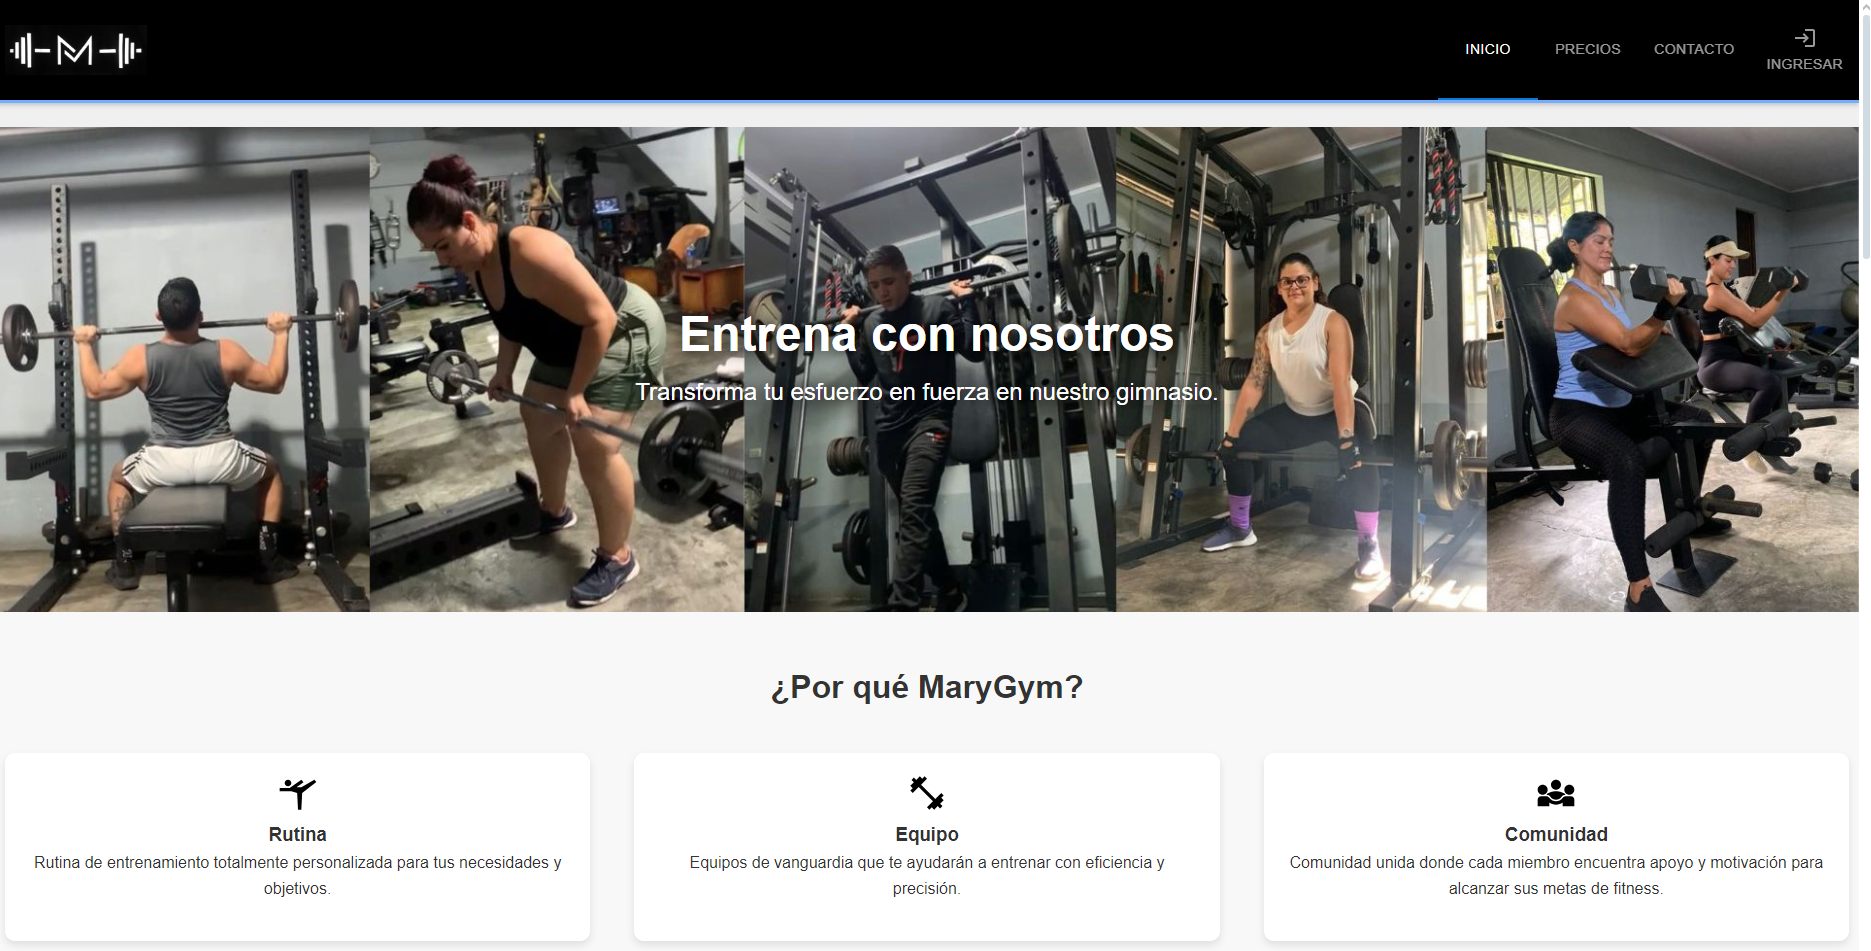 M
INICIO
PRECIOS
CONTACTO
INGRESAR
Entrena con nosotros
Transforma tu esfuerzo en fuerza en nuestro gimnasio.
¿Por qué MaryGym?
Rutina
Rutina de entrenamiento totalmente personalizada para tus necesidades y
objetivos.
Equipo
Equipos de vanguardia que te ayudarán a entrenar con eficiencia y
precisión.
Comunidad
Comunidad unida donde cada miembro encuentra apoyo y motivación para
alcanzar sus metas de fitness.